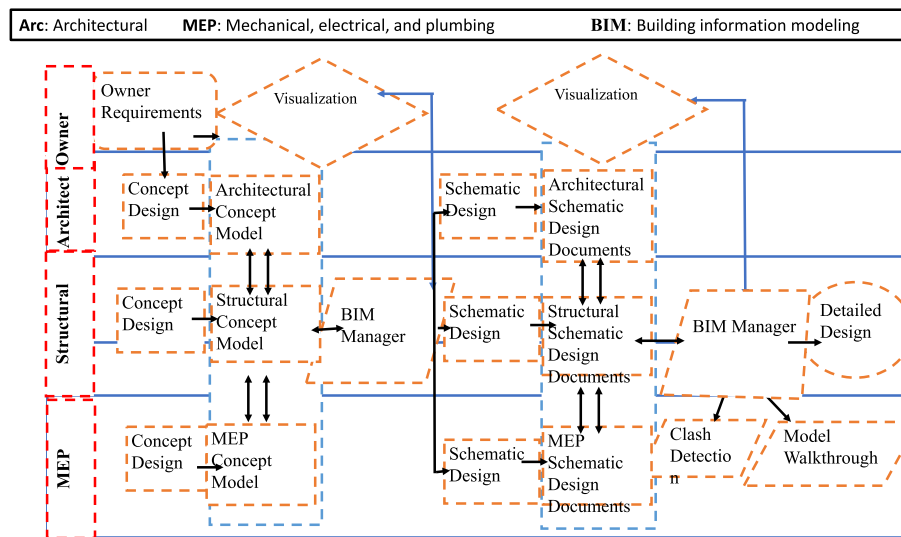 Arc: Architectural MEP: Mechanical, electrical, and plumbing BIM: Building information modeling
Owner
Owner
Requirements
Visualization
Visualization
Architect
Concept
Design
Architectural
Concept
Model
Schematic
Design
Architectural
Schematic
Design
Documents
Structural
Concept
Design
Structural
Concept
Model
BIM
Manager
Schematic
Design
Structural
Schematic
Design
Documents
BIM Manager
Detailed
Design
MEP
Concept
Design
MEP
Concept
Model
Schematic
Design
MEP
Schematic
Design
Documents
Clash
Detectio
n
Model
Walkthrough